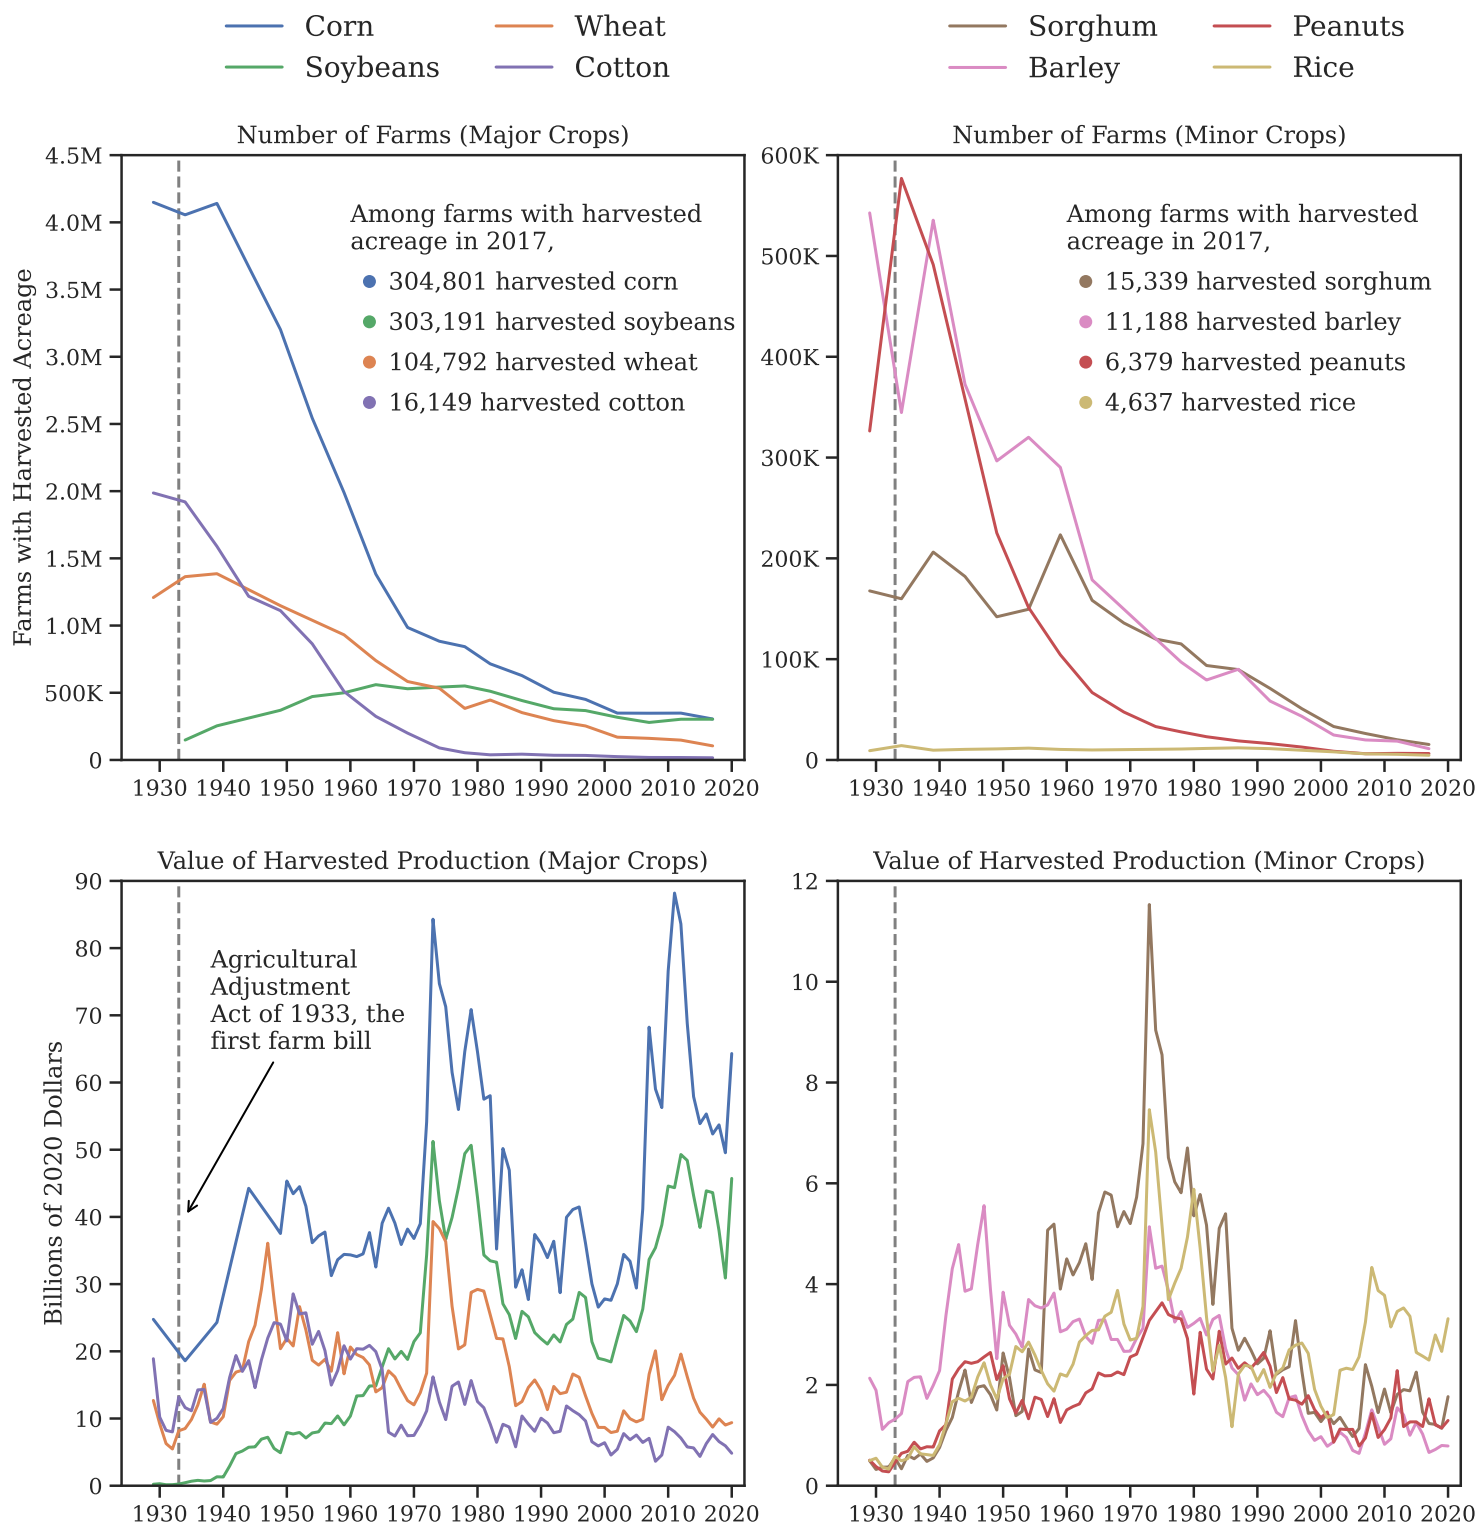 Corn
Wheat
Soybeans
Cotton
Sorghum
Peanuts
Barley
Rice
Number of Farms (Major Crops)
Farms with Harvested Acreage
4.5M
4.0M
3.5M
3.0M
2.5M
2.0M
1.5M
1.0M
500K
0
Among farms with harvested
acreage in 2017,
304,801 harvested corn
303,191 harvested soybeans
104,792 harvested wheat
16,149 harvested cotton
1930 1940 1950 1960 1970 1980 1990 2000 2010 2020
Number of Farms (Minor Crops)
600K
500K
400K
300K
200K
100K
0
Among farms with harvested
acreage in 2017,
15,339 harvested sorghum
11,188 harvested barley
6,379 harvested peanuts
4,637 harvested rice
1930 1940 1950 1960 1970 1980 1990 2000 2010 2020
Value of Harvested Production (Major Crops)
Billions of 2020 Dollars
90
80
70
60
50
40
30
20
10
0
Agricultural
Adjustment
Act of 1933, the
first farm bill
1930 1940 1950 1960 1970 1980 1990 2000 2010 2020
Value of Harvested Production (Minor Crops)
12
10
8
6
4
2
0
1930 1940 1950 1960 1970 1980 1990 2000 2010 2020